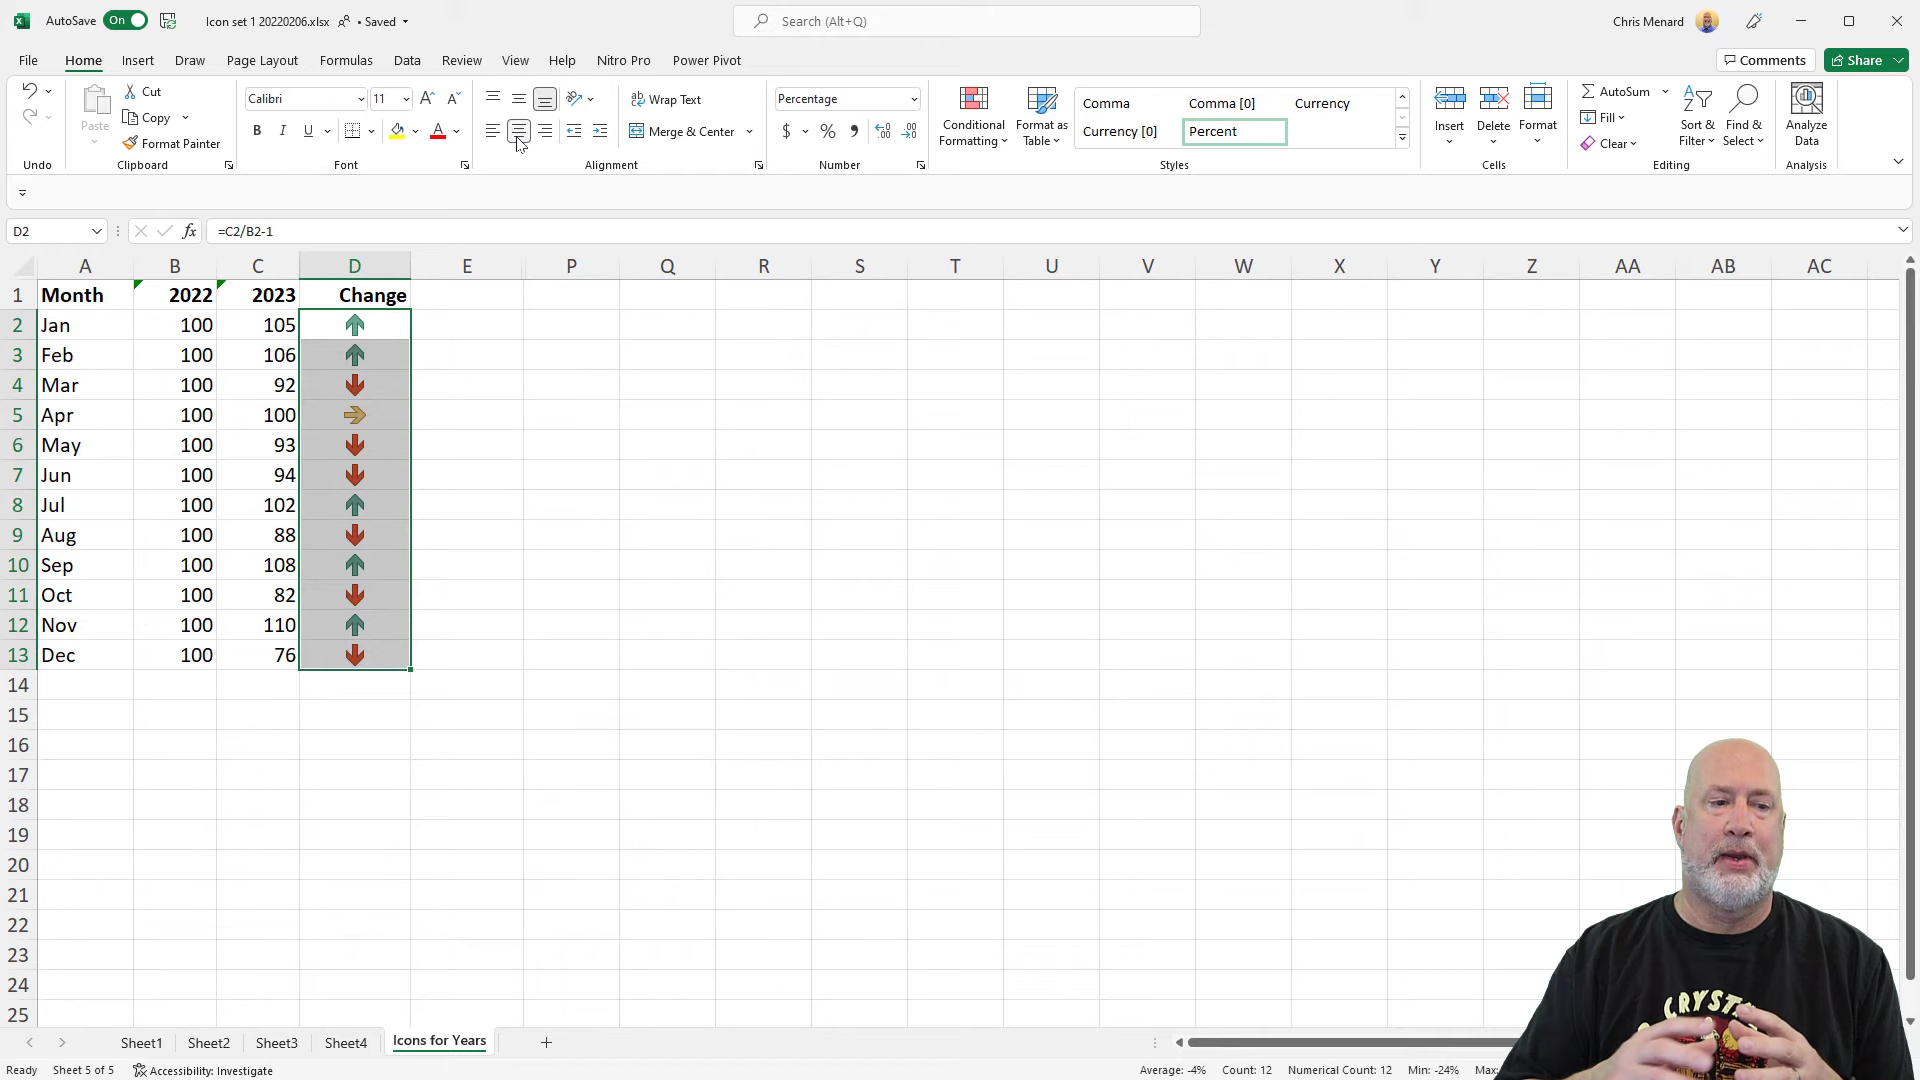 AutoSave On Icon set 1 20220206.xlsx • Saved Search (Alt+Q) Chris Menard
File Home Insert Draw Page Layout Formulas Data Review View Help Nitro Pro Power Pivot Comments Share
Undo
Paste Cut Copy Format Painter Clipboard
Calibri 11 B I U A Font
Wrap Text Merge & Center Alignment
Percentage $ % Number
Conditional Formatting Format as Table
Comma Comma [0] Currency
Currency [0] Percent
Styles
Insert Delete Format Cells
AutoSum Fill Clear Sort & Filter Find & Select Editing
Analyze Data Analysis
D2 fx =C2/B2-1
A B C D E P Q R S T U V W X Y Z AA AB AC
1 Month 2022 2023 Change
2 Jan 100 105
3 Feb 100 106
4 Mar 100 92
5 Apr 100 100
6 May 100 93
7 Jun 100 94
8 Jul 100 102
9 Aug 100 88
10 Sep 100 108
11 Oct 100 82
12 Nov 100 110
13 Dec 100 76
14
15
16
17
18
19
20
21
22
23
24
25
Sheet1 Sheet2 Sheet3 Sheet4 Icons for Years
Ready Sheet 5 of 5 Accessibility: Investigate Average: -4% Count: 12 Numerical Count: 12 Min: -24% Max: